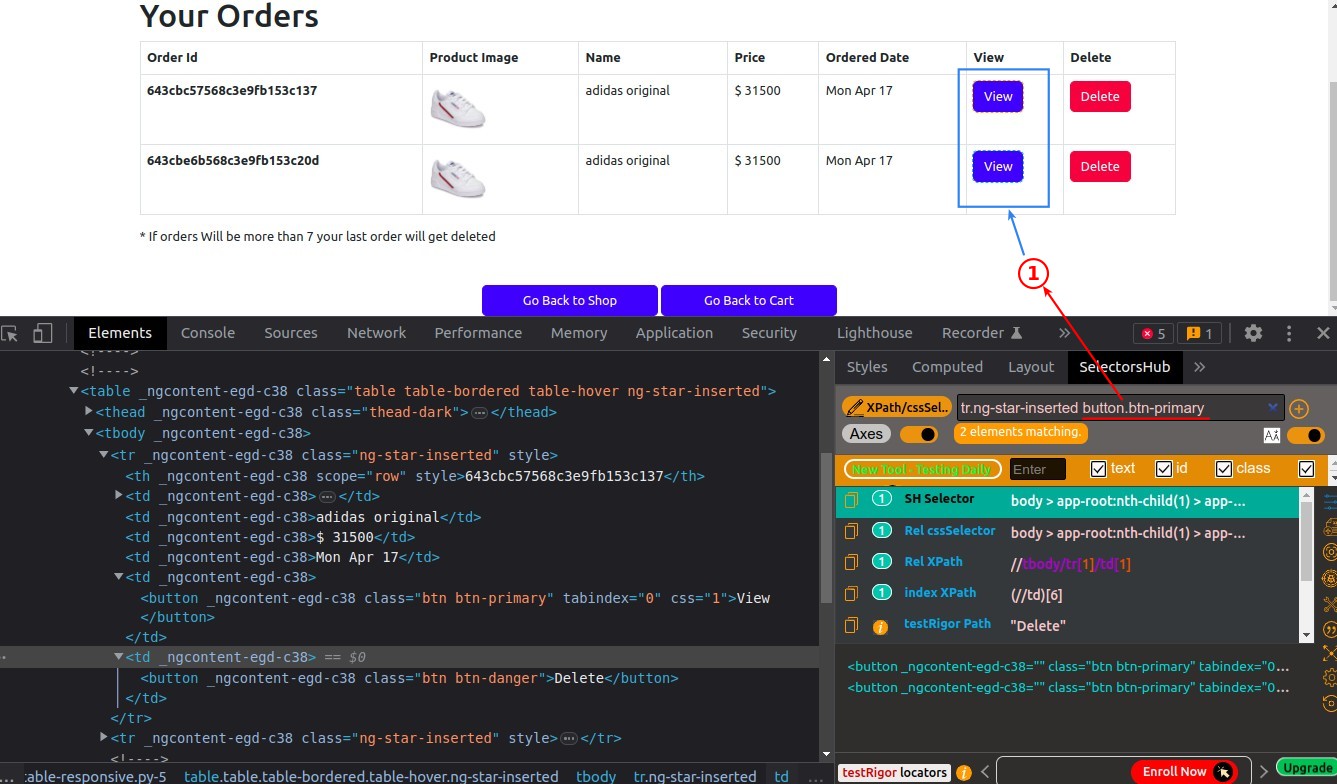 Your Orders
Order Id Product Image Name Price Ordered Date View Delete
643cbc57568c3e9fb153c137 adidas original $ 31500 Mon Apr 17 View Delete
643cbe6b568c3e9fb153c20d adidas original $ 31500 Mon Apr 17 View Delete
* If orders Will be more than 7 your last order will get deleted
1
Go Back to Shop Go Back to Cart
Elements Console Sources Network Performance Memory Application Security Lighthouse Recorder » 5 1
<!---->
<!---->
<table _ngcontent-egd-c38 class="table table-bordered table-hover ng-star-inserted">
<thead _ngcontent-egd-c38 class="thead-dark">…</thead>
<tbody _ngcontent-egd-c38>
<tr _ngcontent-egd-c38 class="ng-star-inserted" style>
<th _ngcontent-egd-c38 scope="row" style>643cbc57568c3e9fb153c137</th>
<td _ngcontent-egd-c38>…</td>
<td _ngcontent-egd-c38>adidas original</td>
<td _ngcontent-egd-c38>$ 31500</td>
<td _ngcontent-egd-c38>Mon Apr 17</td>
<td _ngcontent-egd-c38>
<button _ngcontent-egd-c38 class="btn btn-primary" tabindex="0" css="1">View
</button>
</td>
<td _ngcontent-egd-c38> == $0
<button _ngcontent-egd-c38 class="btn btn-danger">Delete</button>
</td>
</tr>
<tr _ngcontent-egd-c38 class="ng-star-inserted" style>…</tr>
<!---->
... .able-responsive.py-5 table.table.table-bordered.table-hover.ng-star-inserted tbody tr.ng-star-inserted td ...
Styles Computed Layout SelectorsHub »
XPath/cssSel.. tr.ng-star-inserted button.btn-primary
Axes 2 elements matching.
New Tool - Testing Daily Enter text id class
1 SH Selector body > app-root:nth-child(1) > app-...
1 Rel cssSelector body > app-root:nth-child(1) > app-...
1 Rel XPath //tbody/tr[1]/td[1]
1 index XPath (//td)[6]
testRigor Path "Delete"
<button _ngcontent-egd-c38="" class="btn btn-primary" tabindex="0...
<button _ngcontent-egd-c38="" class="btn btn-primary" tabindex="0...
testRigor locators Enroll Now Upgrade